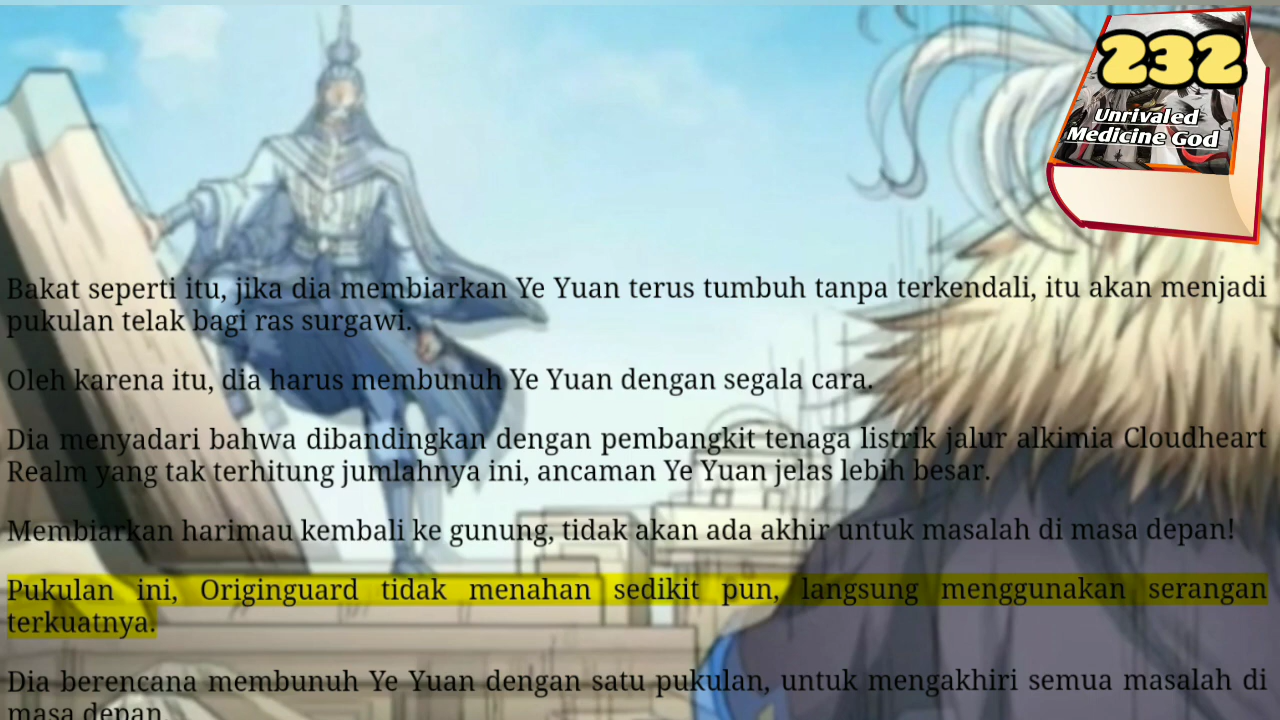 232
Unrivaled
Medicine God
Bakat seperti itu, jika dia membiarkan Ye Yuan terus tumbuh tanpa terkendali, itu akan menjadi
pukulan telak bagi ras surgawi.
Oleh karena itu, dia harus membunuh Ye Yuan dengan segala cara.
Dia menyadari bahwa dibandingkan dengan pembangkit tenaga listrik jalur alkimia Cloudheart
Realm yang tak terhitung jumlahnya ini, ancaman Ye Yuan jelas lebih besar.
Membiarkan harimau kembali ke gunung, tidak akan ada akhir untuk masalah di masa depan!
Pukulan ini, Originguard tidak menahan sedikit pun, langsung menggunakan serangan
terkuatnya.
Dia berencana membunuh Ye Yuan dengan satu pukulan, untuk mengakhiri semua masalah di
masa depan.